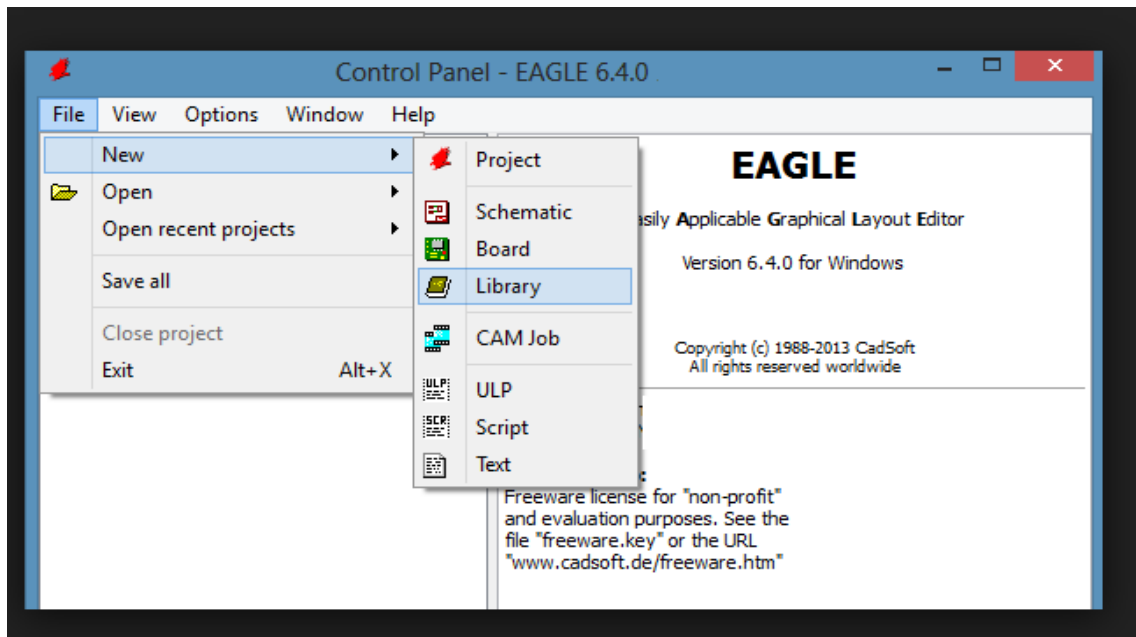 Control Panel - EAGLE 6.4.0
File View Options Window Help
New
Open
Open recent projects
Save all
Close project
Exit Alt+X
Project
Schematic
Board
Library
CAM Job
ULP
Script
Text
EAGLE
Applicable Graphical Layout Editor
Version 6.4.0 for Windows
Copyright (c) 1988-2013 CadSoft
All rights reserved worldwide
Freeware license for "non-profit"
and evaluation purposes. See the
file "freeware.key" or the URL
"www.cadsoft.de/freeware.htm"